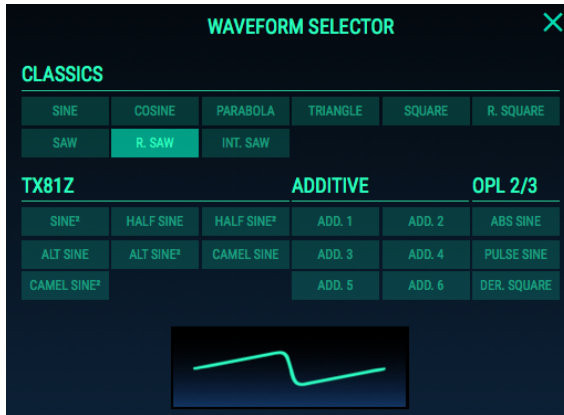 WAVEFORM SELECTOR
CLASSICS
SINE COSINE PARABOLA TRIANGLE SQUARE R. SQUARE
SAW R. SAW INT. SAW
TX81Z ADDITIVE OPL 2/3
SINE² HALF SINE HALF SINE² ADD. 1 ADD. 2 ABS SINE
ALT SINE ALT SINE² CAMEL SINE ADD. 3 ADD. 4 PULSE SINE
CAMEL SINE² ADD. 5 ADD. 6 DER. SQUARE